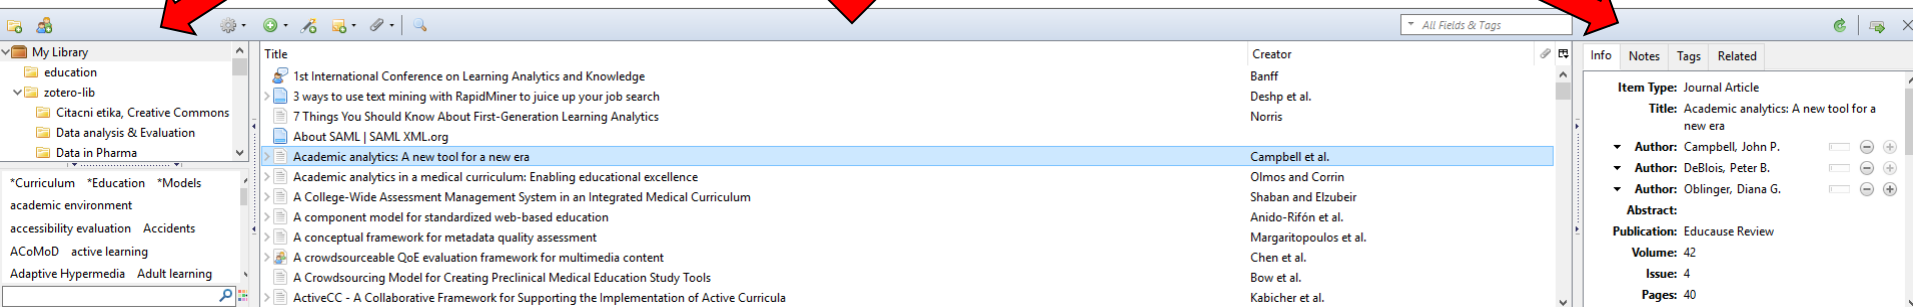 All Fields & Tags
My Library
education
zotero-lib
Citacni etika, Creative Commons
Data analysis & Evaluation
Data in Pharma
*Curriculum *Education *Models
academic environment
accessibility evaluation Accidents
ACoMoD active learning
Adaptive Hypermedia Adult learning
Title Creator
1st International Conference on Learning Analytics and Knowledge Banff
3 ways to use text mining with RapidMiner to juice up your job search Deshp et al.
7 Things You Should Know About First-Generation Learning Analytics Norris
About SAML | SAML XML.org
Academic analytics: A new tool for a new era Campbell et al.
Academic analytics in a medical curriculum: Enabling educational excellence Olmos and Corrin
A College-Wide Assessment Management System in an Integrated Medical Curriculum Shaban and Elzubeir
A component model for standardized web-based education Anido-Rifón et al.
A conceptual framework for metadata quality assessment Margaritopoulos et al.
A crowdsourceable QoE evaluation framework for multimedia content Chen et al.
A Crowdsourcing Model for Creating Preclinical Medical Education Study Tools Bow et al.
ActiveCC - A Collaborative Framework for Supporting the Implementation of Active Curricula Kabicher et al.
Info Notes Tags Related
Item Type: Journal Article
Title: Academic analytics: A new tool for a
new era
Author: Campbell, John P.
Author: DeBlois, Peter B.
Author: Oblinger, Diana G.
Abstract:
Publication: Educause Review
Volume: 42
Issue: 4
Pages: 40